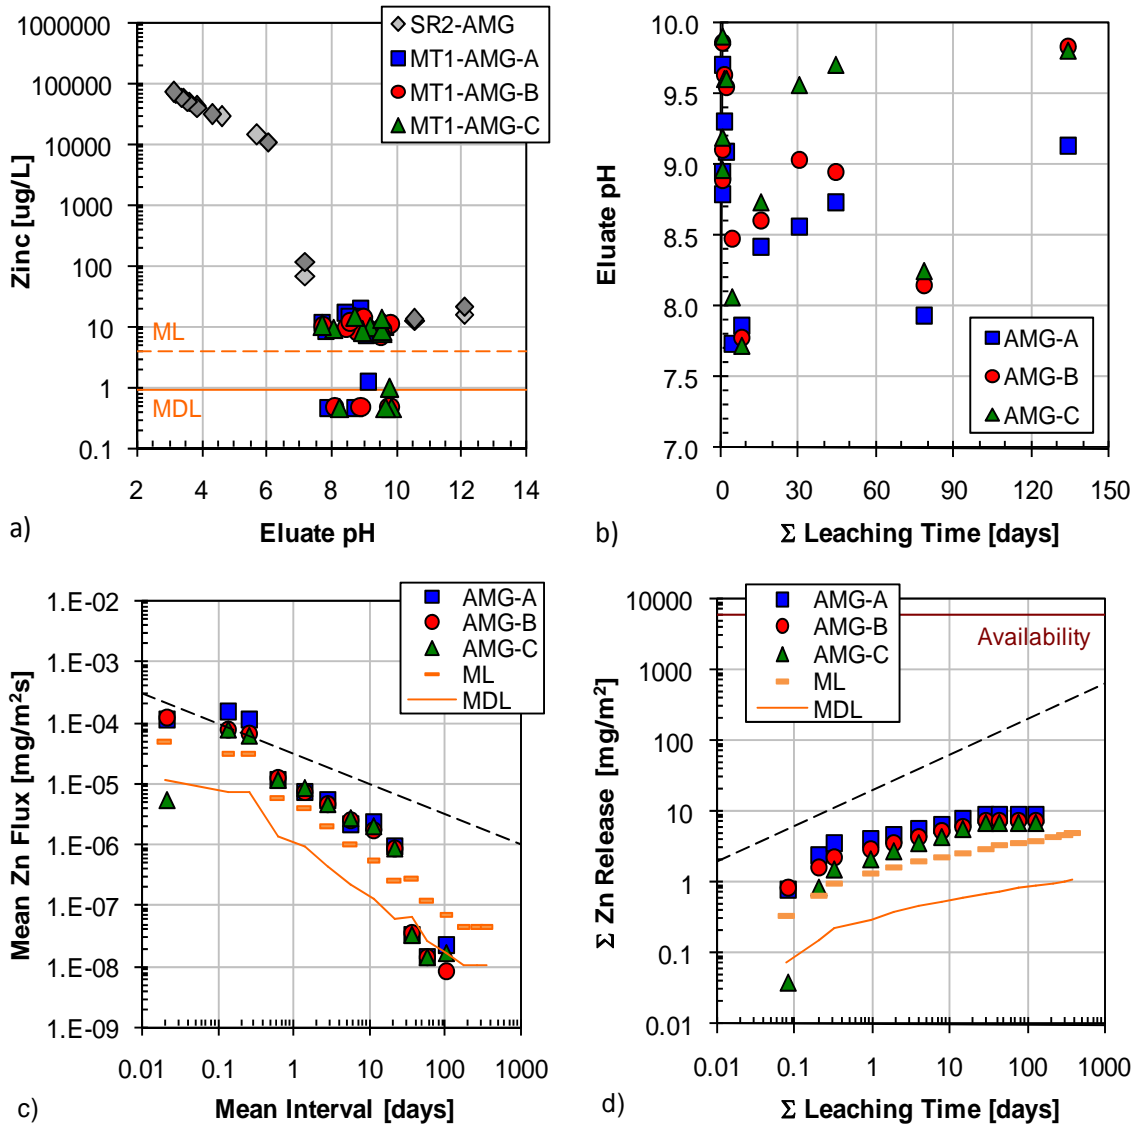 SR2-AMG
MT1-AMG-A
MT1-AMG-B
MT1-AMG-C
1000000
100000
10000
1000
100
10
1
0.1
Zinc [ug/L]
ML
MDL
2 4 6 8 10 12 14
Eluate pH
a)
10.0
9.5
9.0
8.5
8.0
7.5
7.0
Eluate pH
AMG-A
AMG-B
AMG-C
0 30 60 90 120 150
Σ Leaching Time [days]
b)
AMG-A
AMG-B
AMG-C
ML
MDL
1.E-02
1.E-03
1.E-04
1.E-05
1.E-06
1.E-07
1.E-08
1.E-09
Mean Zn Flux [mg/m²s]
0.01 0.1 1 10 100 1000
Mean Interval [days]
c)
AMG-A
AMG-B
AMG-C
ML
MDL
Availability
10000
1000
100
10
1
0.1
0.01
Σ Zn Release [mg/m²]
0.01 0.1 1 10 100 1000
Σ Leaching Time [days]
d)